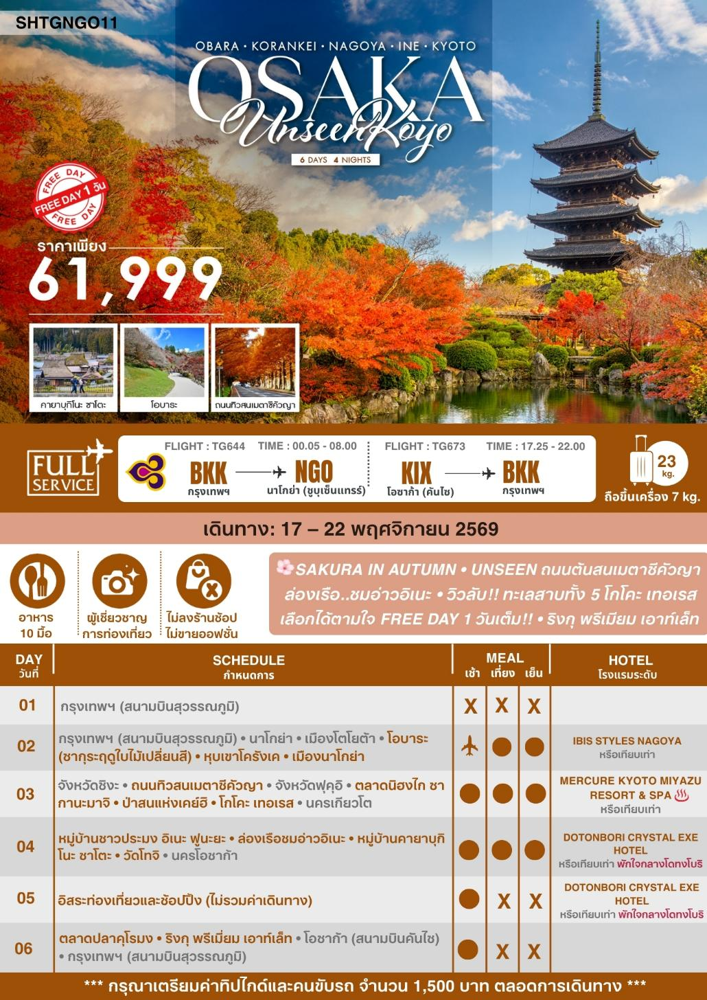 SHTGNGO11
OBARA • KORANKEI • NAGOYA • INE • KYOTO
OSAKA
Unseen Koyo
6 DAYS 4 NIGHTS
FREE DAY
FREE DAY 1 วัน
FREE DAY
ราคาเพียง
61,999
คายาบุกิโนะ ซาโตะ
โอบาระ
ถนนทิวสนเมตาซีคัวญา
FULL
SERVICE
FLIGHT : TG644 TIME : 00.05 - 08.00
BKK NGO
กรุงเทพฯ นาโกย่า (ชูบุเซ็นแทรร์)
FLIGHT : TG673 TIME : 17.25 - 22.00
KIX BKK
โอซาก้า (คันไซ) กรุงเทพฯ
23
kg.
ถือขึ้นเครื่อง 7 kg.
เดินทาง: 17 – 22 พฤศจิกายน 2569
อาหาร
10 มื้อ
ผู้เชี่ยวชาญ
การท่องเที่ยว
ไม่ลงร้านช้อป
ไม่ขายออฟชั่น
🌸SAKURA IN AUTUMN • UNSEEN ถนนต้นสนเมตาซีคัวญา
ล่องเรือ..ชมอ่าวอิเนะ • วิวลับ!! ทะเลสาบทั้ง 5 โกโคะ เทอเรส
เลือกได้ตามใจ FREE DAY 1 วันเต็ม!! • ริงกุ พรีเมียม เอาท์เล็ท
DAY SCHEDULE MEAL HOTEL
วันที่ กำหนดการ เช้า เที่ยง เย็น โรงแรมระดับ
01 กรุงเทพฯ (สนามบินสุวรรณภูมิ) X X X
02 กรุงเทพฯ (สนามบินสุวรรณภูมิ) • นาโกย่า • เมืองโตโยต้า • โอบาระ
(ซากุระฤดูใบไม้เปลี่ยนสี) • หุบเขาโครังเค • เมืองนาโกย่า
IBIS STYLES NAGOYA
หรือเทียบเท่า
03 จังหวัดชิงะ • ถนนทิวสนเมตาซีคัวญา • จังหวัดฟุคุอิ • ตลาดนิฮงไก ซา
กานะมาจิ • ป่าสนแห่งเคย์ฮิ • โกโคะ เทอเรส • นครเกียวโต
MERCURE KYOTO MIYAZU
RESORT & SPA ♨
หรือเทียบเท่า
04 หมู่บ้านชาวประมง อิเนะ ฟูนะยะ • ล่องเรือชมอ่าวอิเนะ • หมู่บ้านคายาบุกิ
โนะ ซาโตะ • วัดโทจิ • นครโอซาก้า
DOTONBORI CRYSTAL EXE
HOTEL
หรือเทียบเท่า พักใจกลางโดทงโบริ
05 อิสระท่องเที่ยวและช้อปปิ้ง (ไม่รวมค่าเดินทาง) X X
DOTONBORI CRYSTAL EXE
HOTEL
หรือเทียบเท่า พักใจกลางโดทงโบริ
06 ตลาดปลาคุโรมง • ริงกุ พรีเมี่ยม เอาท์เล็ท • โอซาก้า (สนามบินคันไซ)
• กรุงเทพฯ (สนามบินสุวรรณภูมิ) X X
*** กรุณาเตรียมค่าทิปไกด์และคนขับรถ จำนวน 1,500 บาท ตลอดการเดินทาง ***